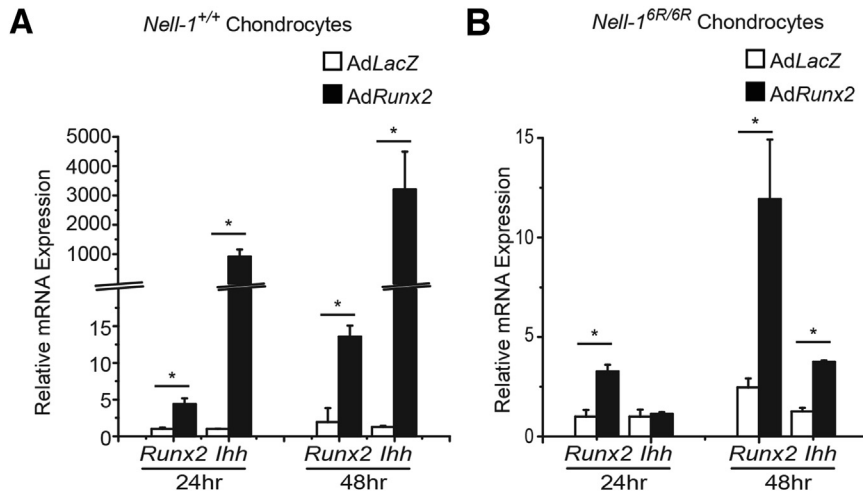 A
Nell-1+/+ Chondrocytes
AdLacZ
AdRunx2
Relative mRNA Expression
5000
4000
3000
2000
1000
15
10
5
0
*
*
*
*
Runx2 Ihh
Runx2 Ihh
24hr
48hr
B
Nell-16R/6R Chondrocytes
AdLacZ
AdRunx2
Relative mRNA Expression
15
10
5
0
*
*
*
Runx2 Ihh
Runx2 Ihh
24hr
48hr